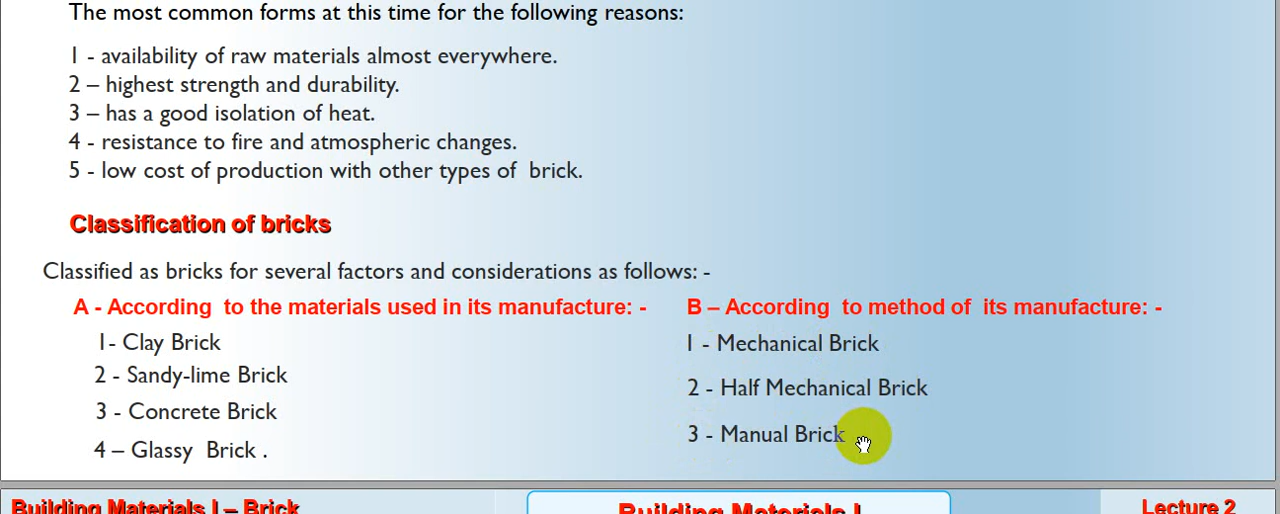 The most common forms at this time for the following reasons:
1 - availability of raw materials almost everywhere.
2 – highest strength and durability.
3 – has a good isolation of heat.
4 - resistance to fire and atmospheric changes.
5 - low cost of production with other types of brick.
Classification of bricks
Classified as bricks for several factors and considerations as follows: -
A - According to the materials used in its manufacture: -
1- Clay Brick
2 - Sandy-lime Brick
3 - Concrete Brick
4 – Glassy Brick .
B – According to method of its manufacture: -
1 - Mechanical Brick
2 - Half Mechanical Brick
3 - Manual Brick
Building Materials I – Brick
Building Materials I
Lecture 2